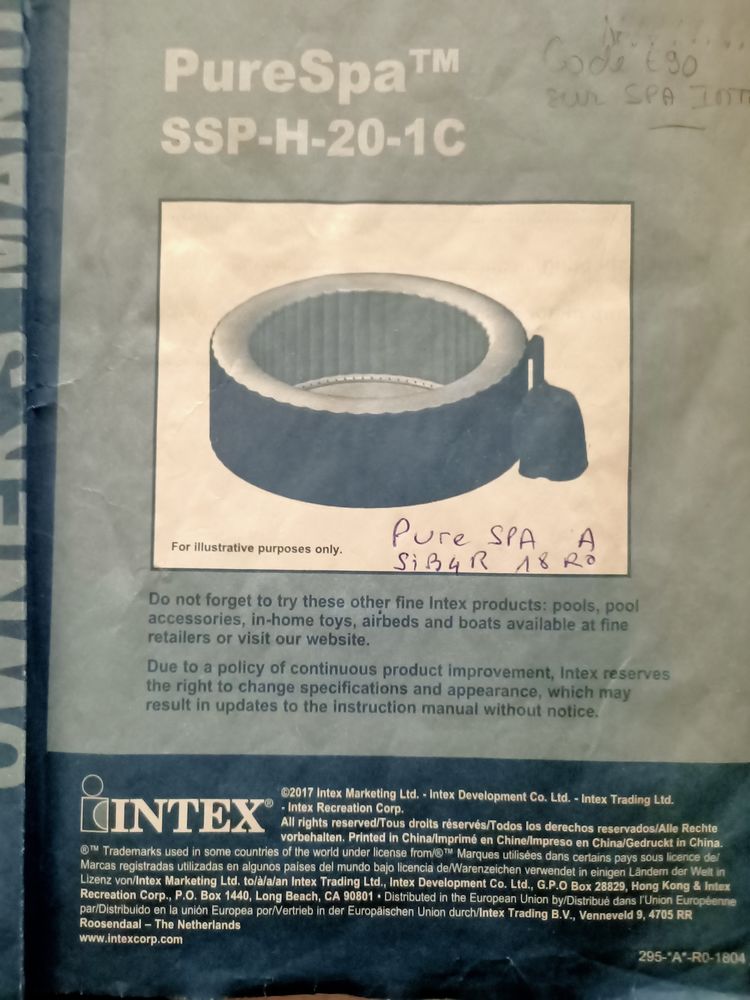 OWNER'S MANUAL
PureSpa™
SSP-H-20-1C
Code E90
sur SPA
For illustrative purposes only.
Pure SPA A
SiB4R 18 R0
Do not forget to try these other fine Intex products: pools, pool
accessories, in-home toys, airbeds and boats available at fine
retailers or visit our website.
Due to a policy of continuous product improvement, Intex reserves
the right to change specifications and appearance, which may
result in updates to the instruction manual without notice.
INTEX®
©2017 Intex Marketing Ltd. - Intex Development Co. Ltd. - Intex Trading Ltd.
- Intex Recreation Corp.
All rights reserved/Tous droits réservés/Todos los derechos reservados/Alle Rechte
vorbehalten. Printed in China/Imprimé en Chine/Impreso en China/Gedruckt in China.
®™ Trademarks used in some countries of the world under license from/®™ Marques utilisées dans certains pays sous licence de/
Marcas registradas utilizadas en algunos países del mundo bajo licencia de/Warenzeichen verwendet in einigen Ländern der Welt in
Lizenz von/Intex Marketing Ltd. to/à/a/an Intex Trading Ltd., Intex Development Co. Ltd., G.P.O Box 28829, Hong Kong & Intex
Recreation Corp., P.O. Box 1440, Long Beach, CA 90801 • Distributed in the European Union by/Distribué dans l'Union Européenne
par/Distribuido en la unión Europea por/Vertrieb in der Europäischen Union durch/Intex Trading B.V., Venneveld 9, 4705 RR
Roosendaal – The Netherlands
www.intexcorp.com
295-*A*-R0-1804